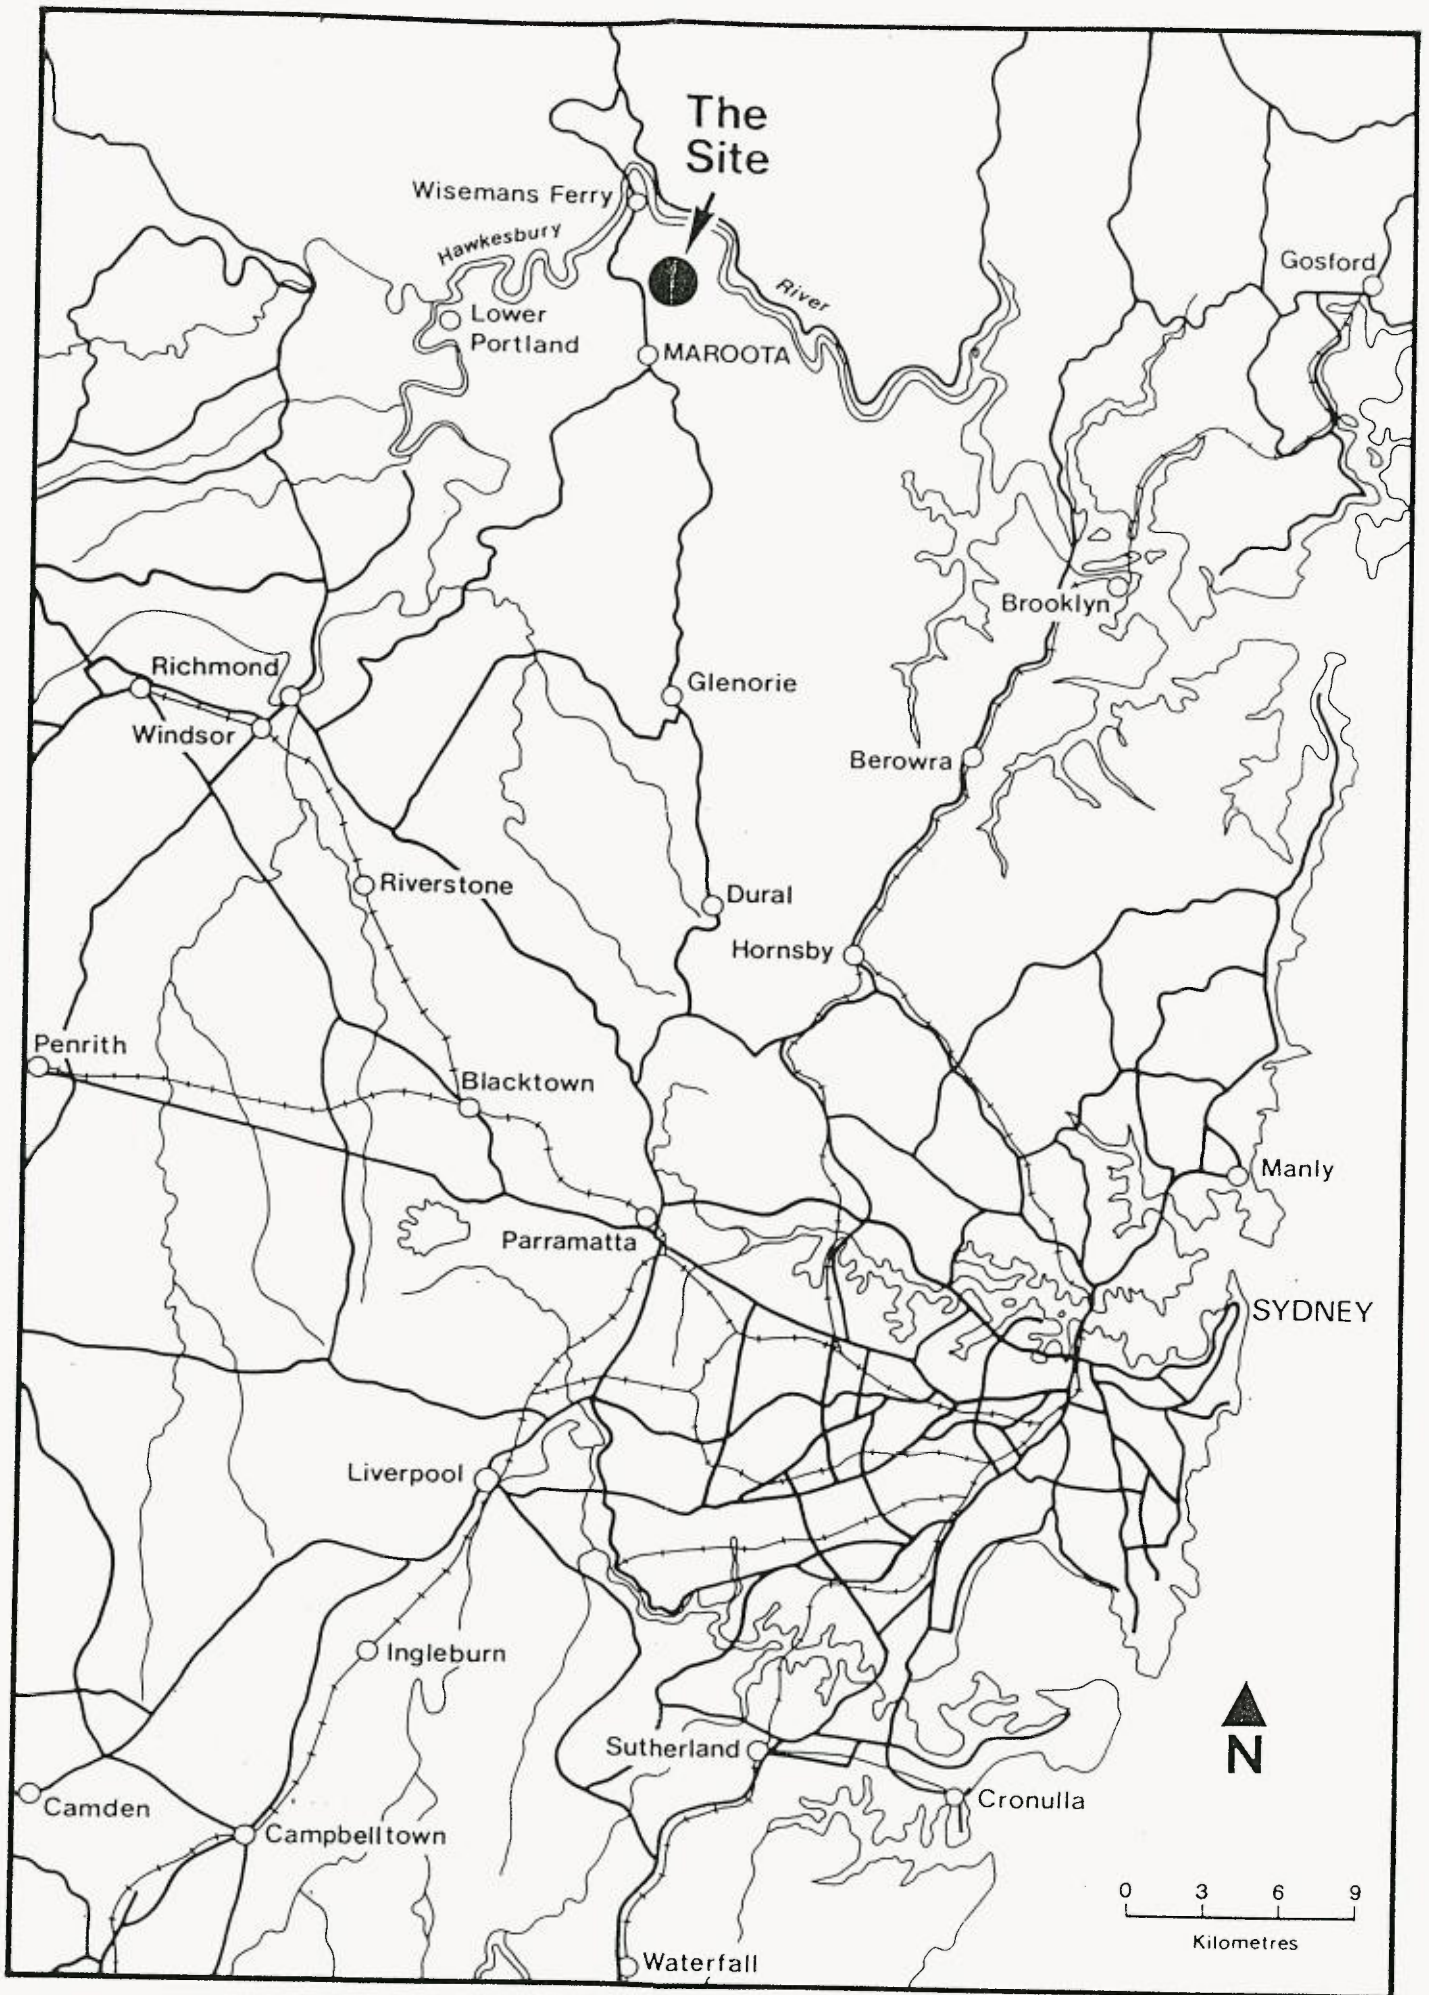 The
Site
Wisemans Ferry
Hawkesbury
River
Gosford
Lower
Portland
MAROOTA
Brooklyn
Richmond
Glenorie
Windsor
Berowra
Riverstone
Dural
Hornsby
Penrith
Blacktown
Manly
Parramatta
SYDNEY
Liverpool
Ingleburn
N
Sutherland
Camden
Cronulla
Campbelltown
0 3 6 9
Kilometres
Waterfall